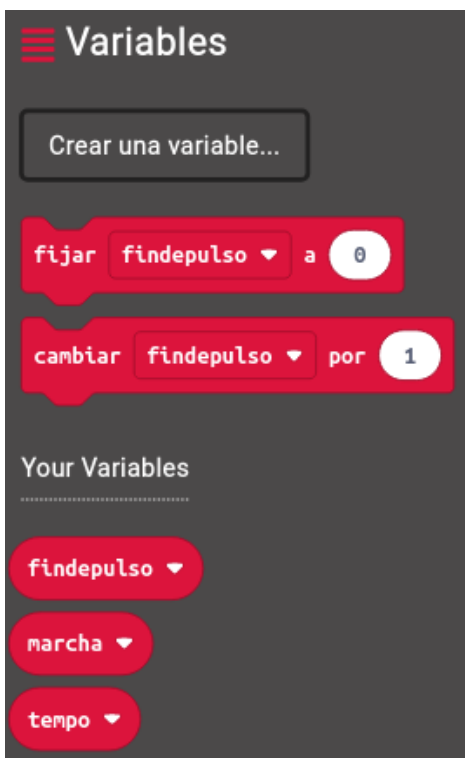 Variables
Crear una variable...
fijar findepulso a 0
cambiar findepulso por 1
Your Variables
findepulso
marcha
tempo